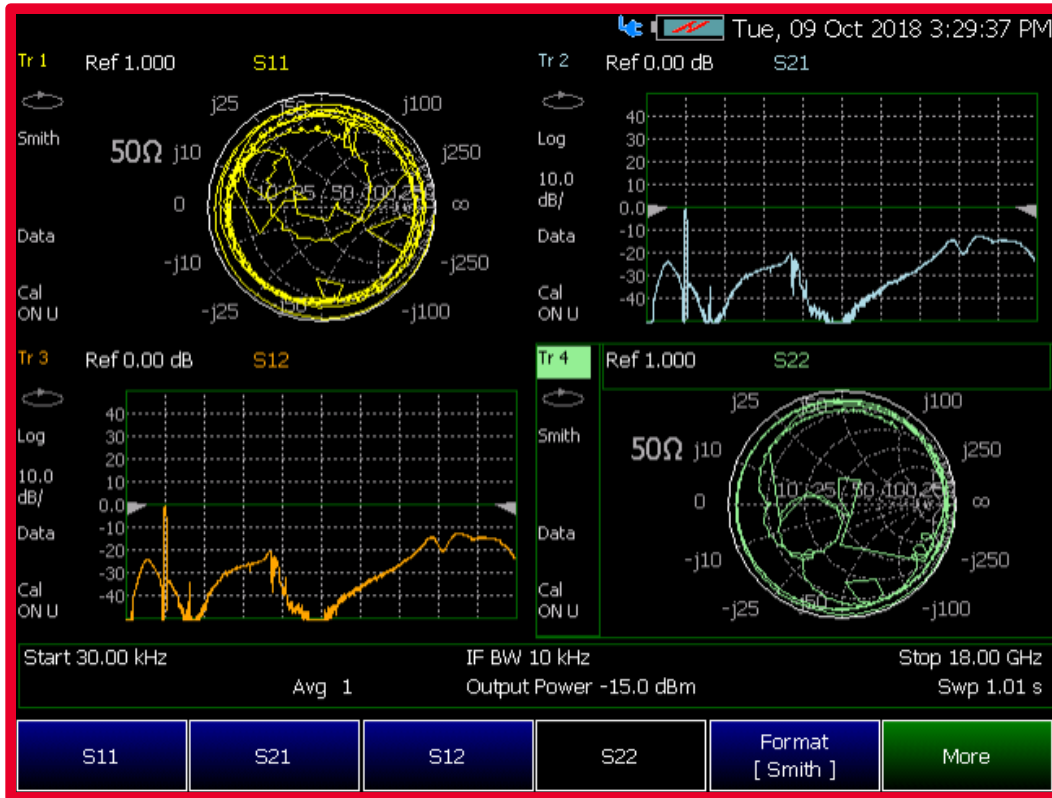 Tue, 09 Oct 2018 3:29:37 PM
Tr 1 Ref 1.000 S11
Smith
Data
Cal
ON U
50Ω
j10
j25
j50
j100
j250
0
10 25 50 100 250
∞
-j10
-j25
-j50
-j100
-j250
Tr 2 Ref 0.00 dB S21
Log
10.0
dB/
Data
Cal
ON U
40
30
20
10
0.0
-10
-20
-30
-40
Tr 3 Ref 0.00 dB S12
Log
10.0
dB/
Data
Cal
ON U
40
30
20
10
0.0
-10
-20
-30
-40
Tr 4 Ref 1.000 S22
Smith
Data
Cal
ON U
50Ω
j10
j25
j50
j100
j250
0
10 25 50 100
∞
-j10
-j25
-j50
-j100
-j250
Start 30.00 kHz IF BW 10 kHz Stop 18.00 GHz
Avg 1 Output Power -15.0 dBm Swp 1.01 s
S11 S21 S12 S22 Format More
[ Smith ]